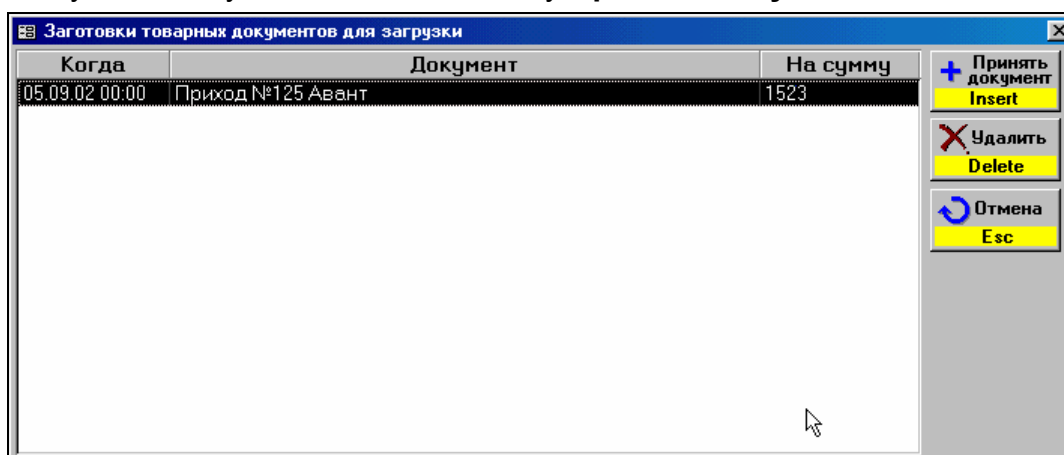 Заготовки товарных документов для загрузки
Когда Документ На сумму
05.09.02 00:00 Приход №125 Авант 1523
Принять
документ
Insert
Удалить
Delete
Отмена
Esc